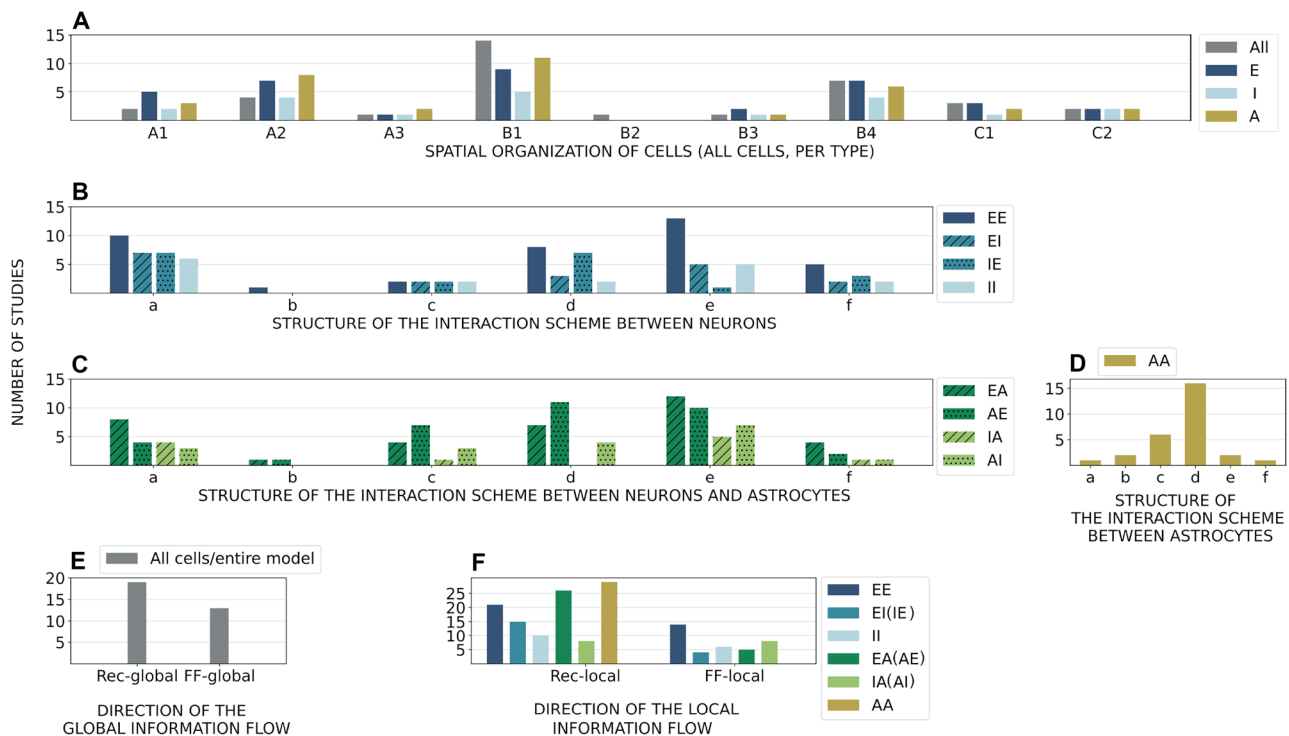 A
15
10
5
A1 A2 A3 B1 B2 B3 B4 C1 C2
SPATIAL ORGANIZATION OF CELLS (ALL CELLS, PER TYPE)
All
E
I
A
NUMBER OF STUDIES
B
15
10
5
a b c d e f
STRUCTURE OF THE INTERACTION SCHEME BETWEEN NEURONS
EE
EI
IE
II
C
15
10
5
a b c d e f
STRUCTURE OF THE INTERACTION SCHEME BETWEEN NEURONS AND ASTROCYTES
EA
AE
IA
AI
D
AA
15
10
5
a b c d e f
STRUCTURE OF
THE INTERACTION SCHEME
BETWEEN ASTROCYTES
E
All cells/entire model
20
15
10
5
Rec-global FF-global
DIRECTION OF THE
GLOBAL INFORMATION FLOW
F
25
20
15
10
5
Rec-local FF-local
DIRECTION OF THE LOCAL
INFORMATION FLOW
EE
EI(IE)
II
EA(AE)
IA(AI)
AA